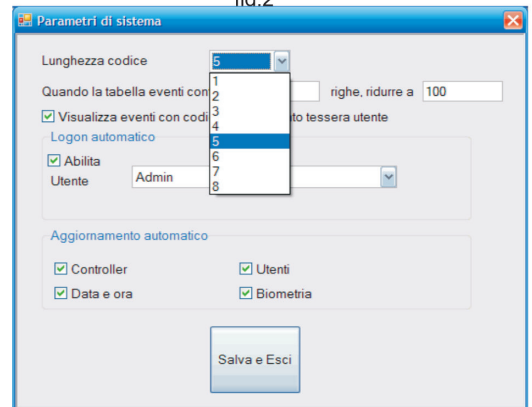 fig.2
Parametri di sistema
Lunghezza codice 5
1
2
3
4
5
6
7
8
Quando la tabella eventi con righe, ridurre a 100
Visualizza eventi con codi to tessera utente
Logon automatico
Abilita
Utente Admin
Aggiornamento automatico
Controller Utenti
Data e ora Biometria
Salva e Esci